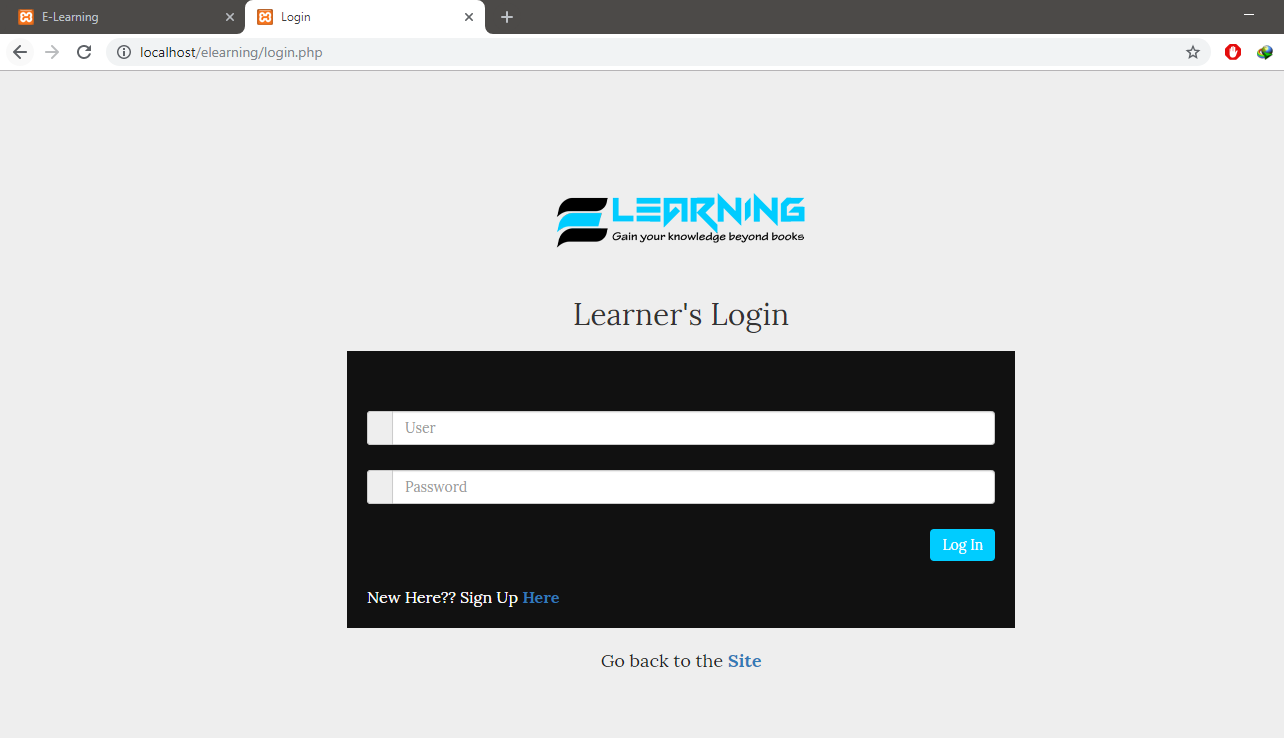 E-Learning
Login
localhost/elearning/login.php
LEARNING
Gain your knowledge beyond books
Learner's Login
User
Password
Log In
New Here?? Sign Up Here
Go back to the Site